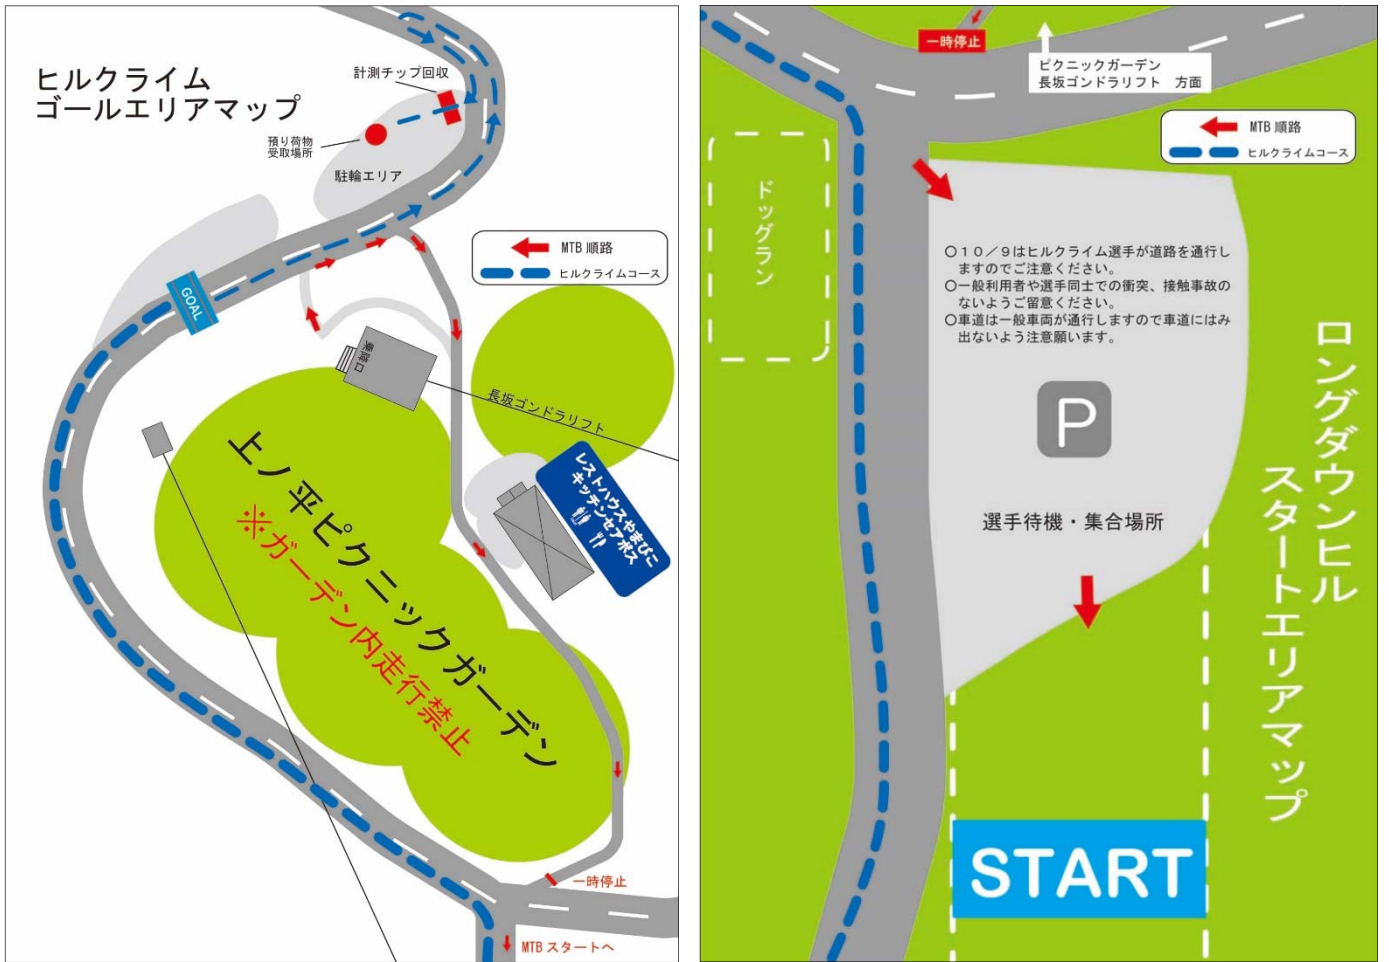 ヒルクライム
ゴールエリアマップ
計測チップ回収
預り荷物
受取場所
駐輪エリア
MTB 順路
ヒルクライムコース
GOAL
乗降口
長坂ゴンドラリフト
レストハウスやまびこ
キッチンセアポス
上ノ平ピクニックガーデン
※ガーデン内走行禁止
一時停止
MTB スタートへ
一時停止
ピクニックガーデン
長坂ゴンドラリフト 方面
MTB 順路
ヒルクライムコース
ドッグラン
○10/9はヒルクライム選手が道路を通行し
ますのでご注意ください。
○一般利用者や選手同士での衝突、接触事故の
ないようご留意ください。
○車道は一般車両が通行しますので車道にはみ
出ないよう注意願います。
P
選手待機・集合場所
ロングダウンヒル
スタートエリアマップ
START